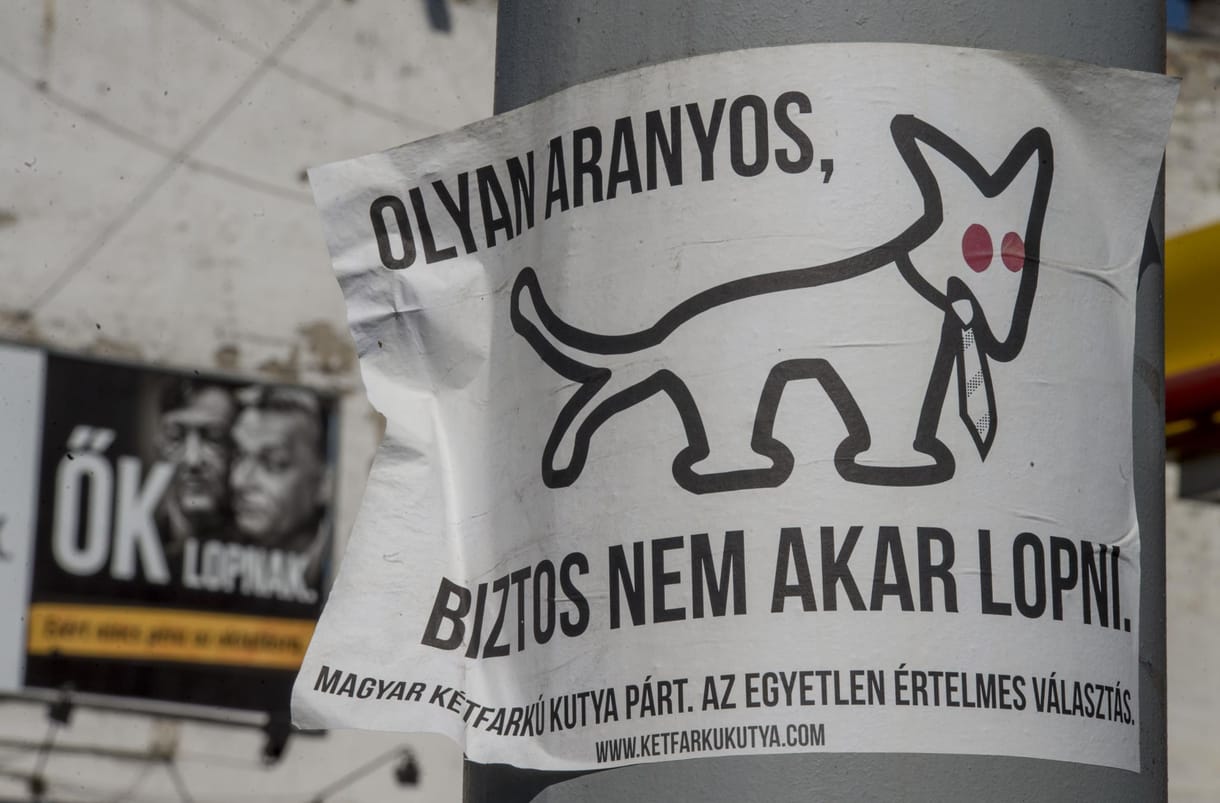 OLYAN ARANYOS,
BIZTOS NEM AKAR LOPNI.
MAGYAR KÉTFARKÚ KUTYA PÁRT. AZ EGYETLEN ÉRTELMES VÁLASZTÁS.
WWW.KETFARKUKUTYA.COM
ŐK
LOPNAK.